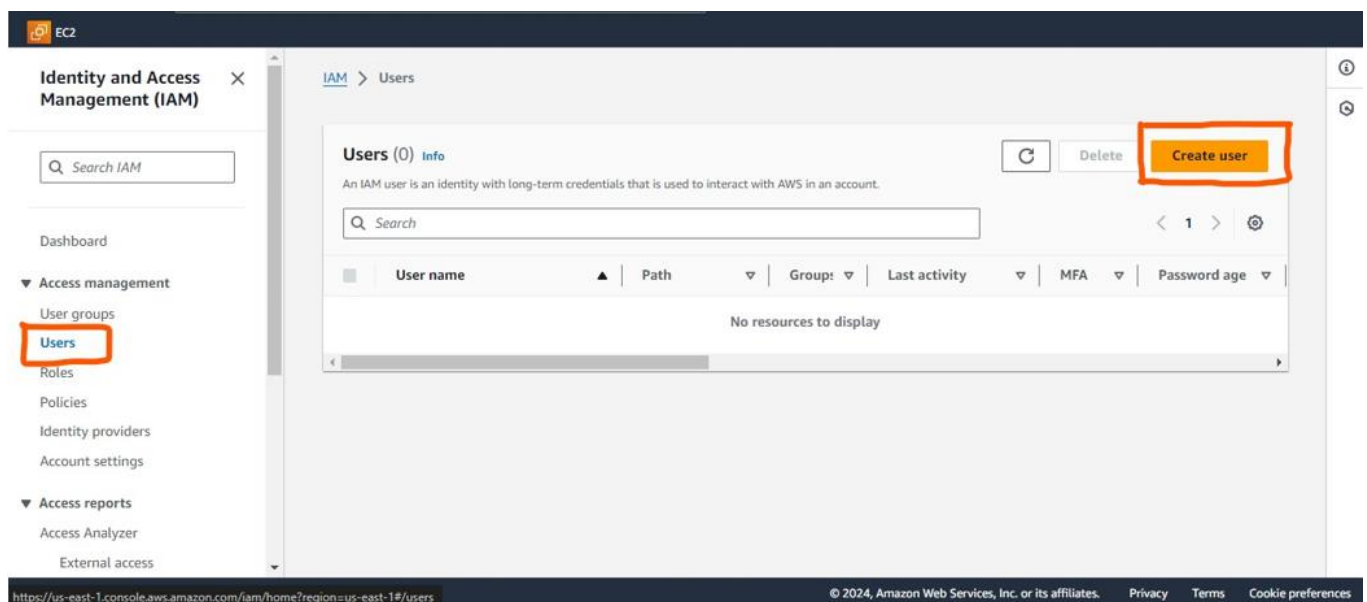 EC2
Identity and Access
Management (IAM)
Search IAM
Dashboard
Access management
User groups
Users
Roles
Policies
Identity providers
Account settings
Access reports
Access Analyzer
External access
IAM > Users
Users (0) Info
Delete
Create user
An IAM user is an identity with long-term credentials that is used to interact with AWS in an account.
Search
1
User name
Path
Group:
Last activity
MFA
Password age
No resources to display
https://us-east-1.console.aws.amazon.com/iam/home?region=us-east-1#/users
© 2024, Amazon Web Services, Inc. or its affiliates.
Privacy
Terms
Cookie preferences